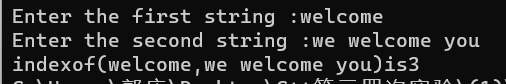 Enter the first string :welcome
Enter the second string :we welcome you
indexof(welcome,we welcome you)is3